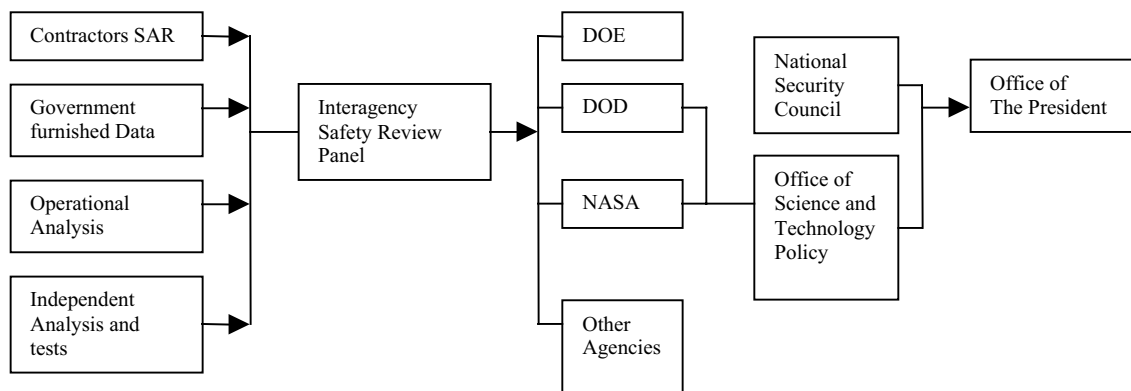 Contractors SAR
Government
furnished Data
Operational
Analysis
Independent
Analysis and
tests
Interagency
Safety Review
Panel
DOE
DOD
NASA
Other
Agencies
National
Security
Council
Office of
Science and
Technology
Policy
Office of
The President